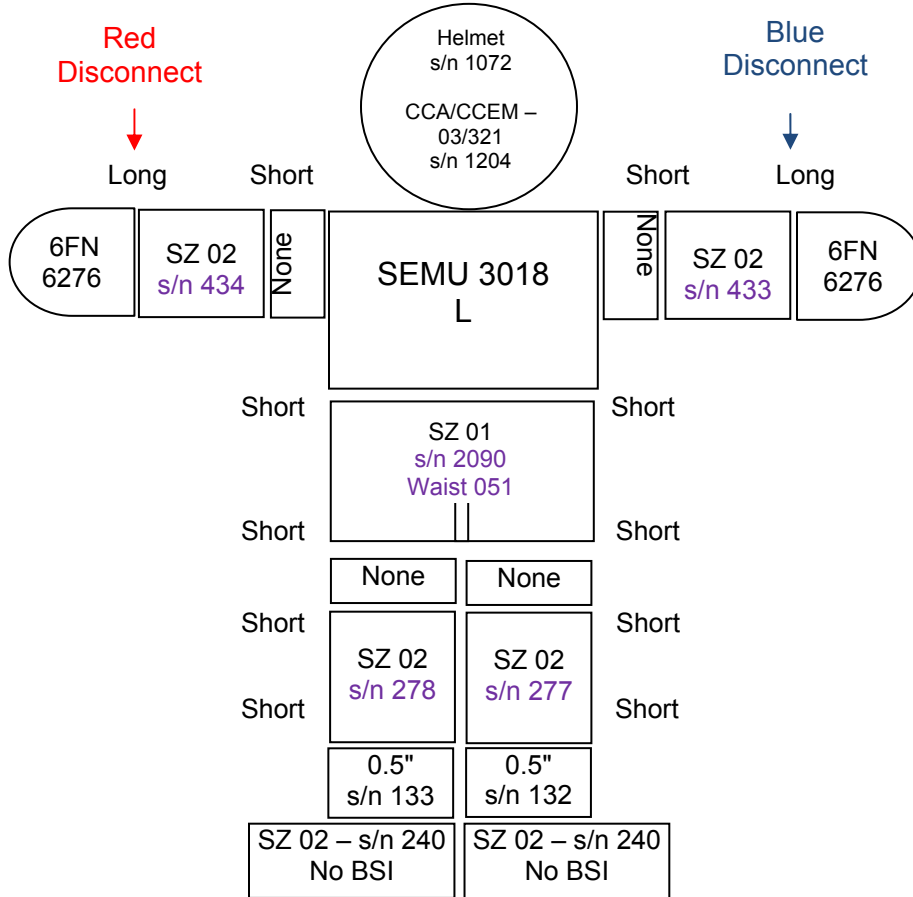 Red
Disconnect
Helmet
s/n 1072
CCA/CCEM –
03/321
s/n 1204
Blue
Disconnect
Long
Short
Short
Long
6FN
6276
SZ 02
s/n 434
None
SEMU 3018
L
None
SZ 02
s/n 433
6FN
6276
Short
Short
SZ 01
s/n 2090
Waist 051
Short
Short
None
None
Short
Short
SZ 02
s/n 278
SZ 02
s/n 277
Short
Short
0.5"
s/n 133
0.5"
s/n 132
SZ 02 – s/n 240
No BSI
SZ 02 – s/n 240
No BSI